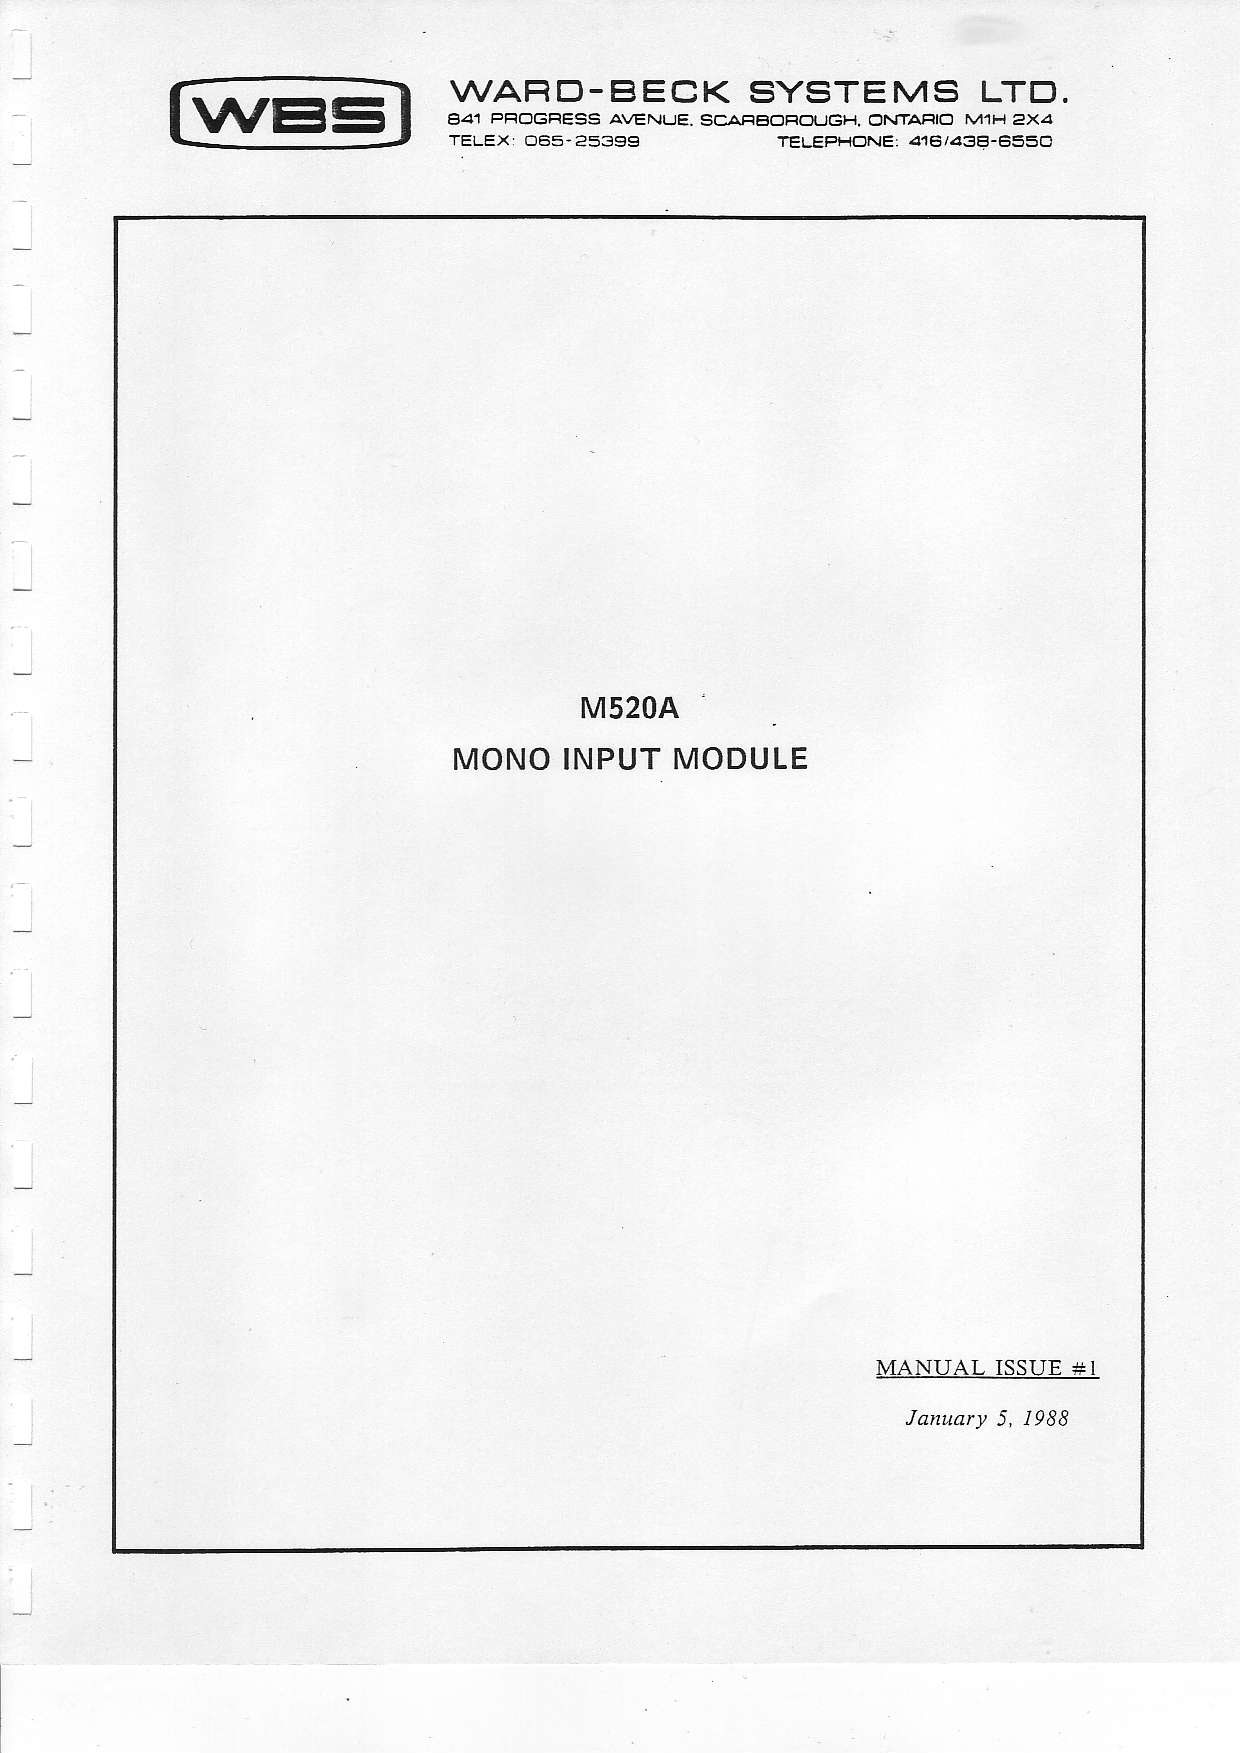 WBS
WARD-BECK SYSTEMS LTD.
841 PROGRESS AVENUE, SCARBOROUGH, ONTARIO M1H 2X4
TELEX: 065-25399 TELEPHONE: 416/438-6550
M520A
MONO INPUT MODULE
MANUAL ISSUE #1
January 5, 1988